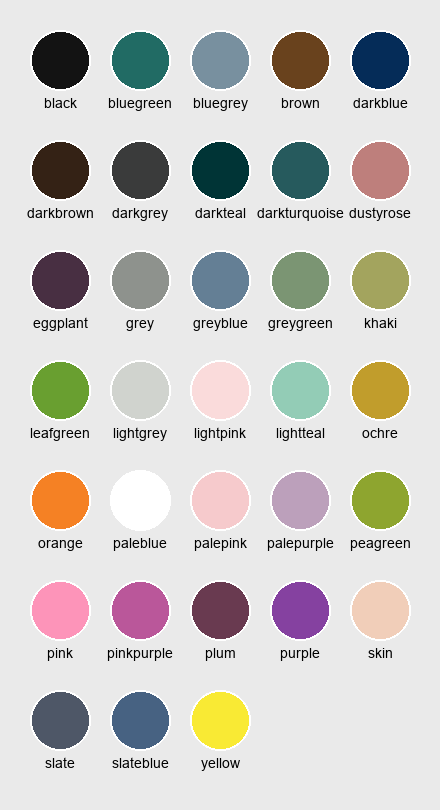 black bluegreen bluegrey brown darkblue
darkbrown darkgrey darkteal darkturquoise dustyrose
eggplant grey greyblue greygreen khaki
leafgreen lightgrey lightpink lightteal ochre
orange paleblue palepink palepurple peagreen
pink pinkpurple plum purple skin
slate slateblue yellow